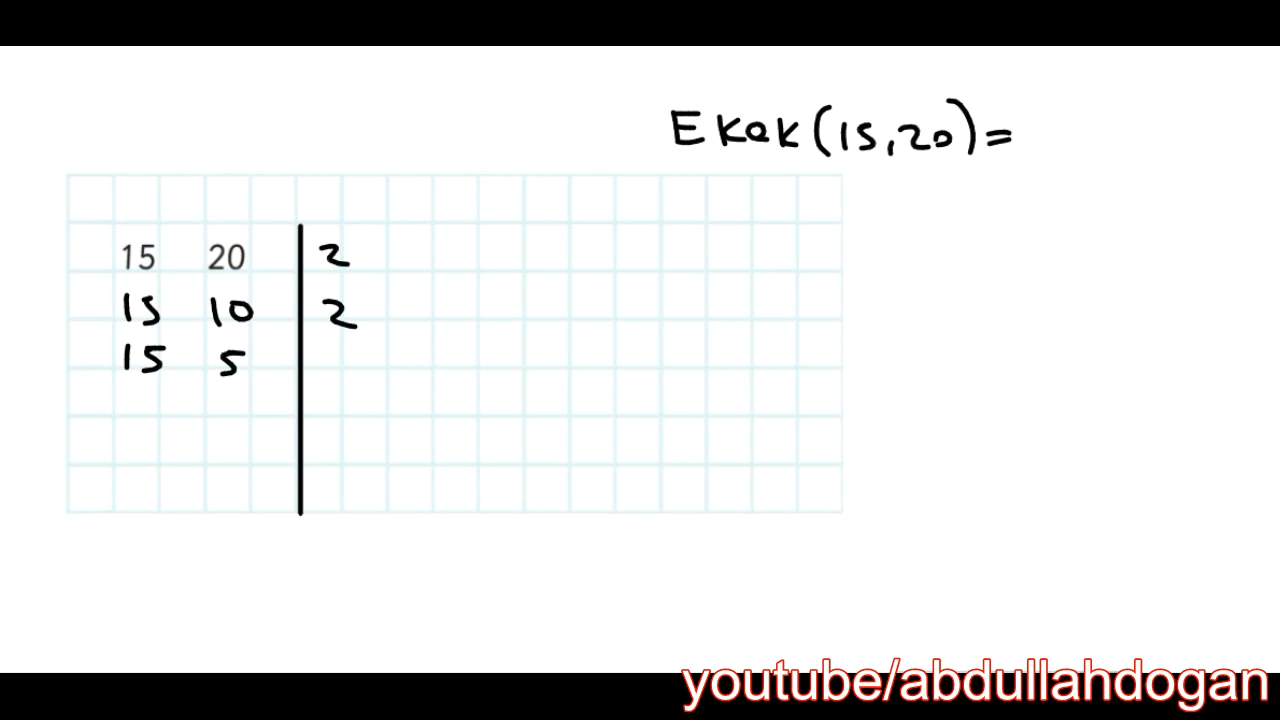 Ekok(15,20)=
15 20 2
15 10 2
15 5
youtube/abdullahdogan